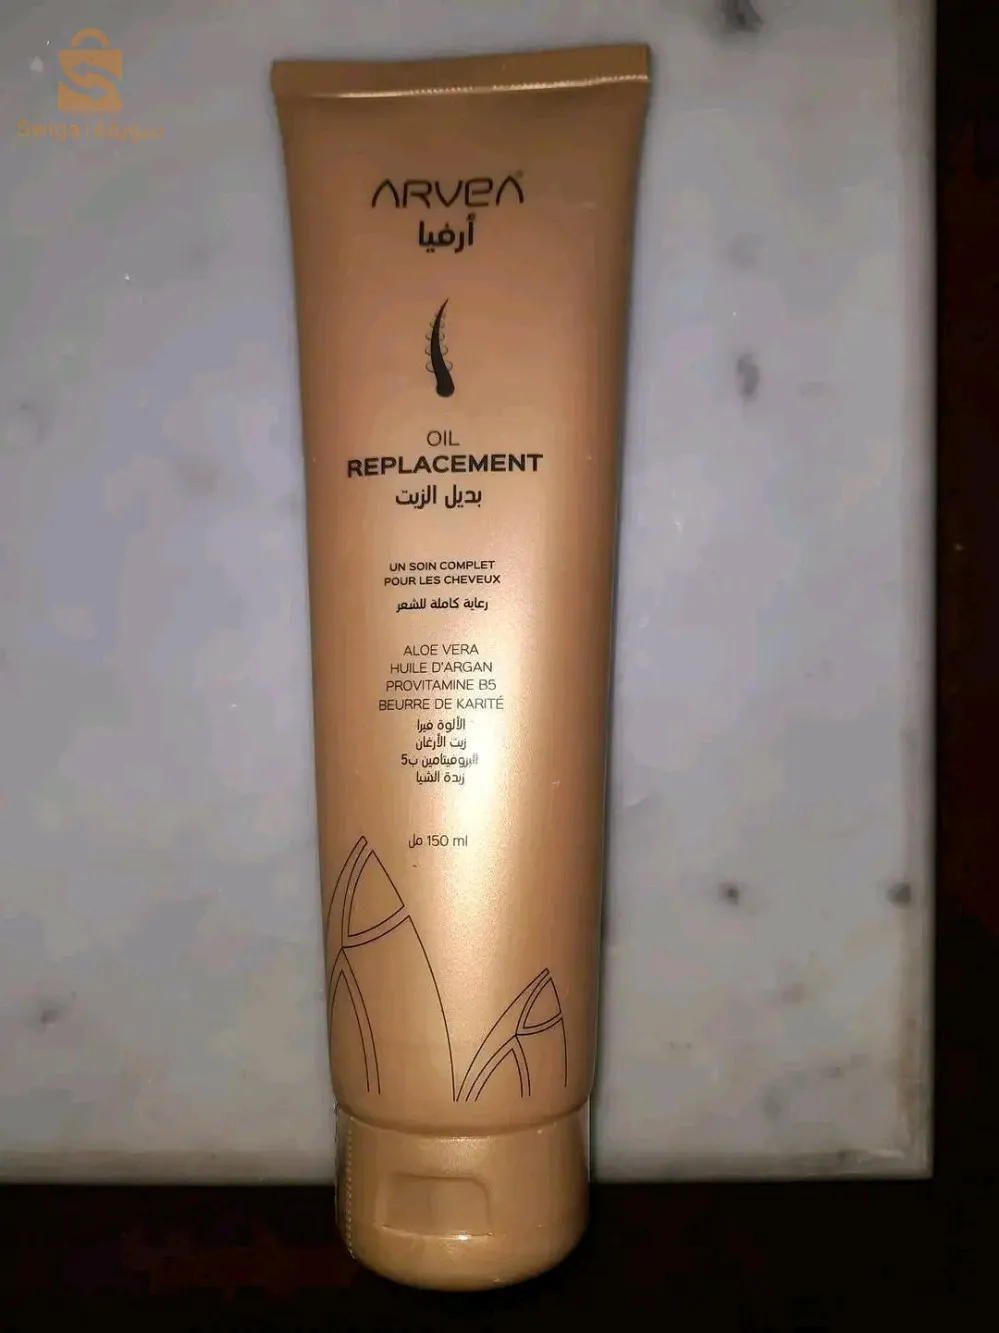 Swiqa سويقة
ARVEA
أرفيا
OIL
REPLACEMENT
بديل الزيت
UN SOIN COMPLET
POUR LES CHEVEUX
رعاية كاملة للشعر
ALOE VERA
HUILE D'ARGAN
PROVITAMINE B5
BEURRE DE KARITÉ
الألوة فيرا
زيت الأرغان
البروفيتامين ب5
زبدة الشيا
150 ml مل